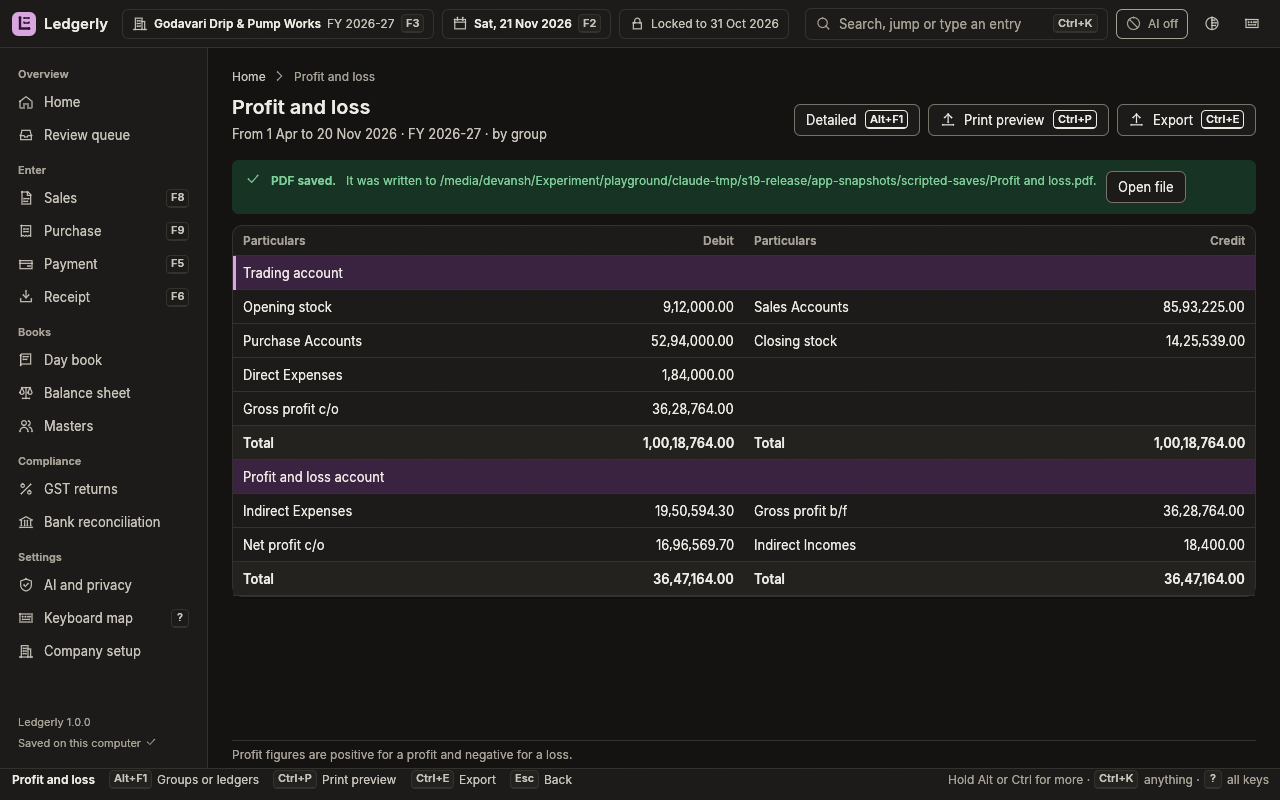 Ledgerly
Godavari Drip & Pump Works FY 2026-27 F3
Sat, 21 Nov 2026 F2
Locked to 31 Oct 2026
Search, jump or type an entry Ctrl+K
AI off
Overview
Home
Review queue
Enter
Sales F8
Purchase F9
Payment F5
Receipt F6
Books
Day book
Balance sheet
Masters
Compliance
GST returns
Bank reconciliation
Settings
AI and privacy
Keyboard map ?
Company setup
Ledgerly 1.0.0
Saved on this computer
Home Profit and loss
Profit and loss
From 1 Apr to 20 Nov 2026 · FY 2026-27 · by group
Detailed Alt+F1
Print preview Ctrl+P
Export Ctrl+E
PDF saved. It was written to /media/devansh/Experiment/playground/claude-tmp/s19-release/app-snapshots/scripted-saves/Profit and loss.pdf. Open file
Particulars Debit Particulars Credit
Trading account
Opening stock 9,12,000.00 Sales Accounts 85,93,225.00
Purchase Accounts 52,94,000.00 Closing stock 14,25,539.00
Direct Expenses 1,84,000.00
Gross profit c/o 36,28,764.00
Total 1,00,18,764.00 Total 1,00,18,764.00
Profit and loss account
Indirect Expenses 19,50,594.30 Gross profit b/f 36,28,764.00
Net profit c/o 16,96,569.70 Indirect Incomes 18,400.00
Total 36,47,164.00 Total 36,47,164.00
Profit figures are positive for a profit and negative for a loss.
Profit and loss Alt+F1 Groups or ledgers Ctrl+P Print preview Ctrl+E Export Esc Back
Hold Alt or Ctrl for more · Ctrl+K anything · ? all keys